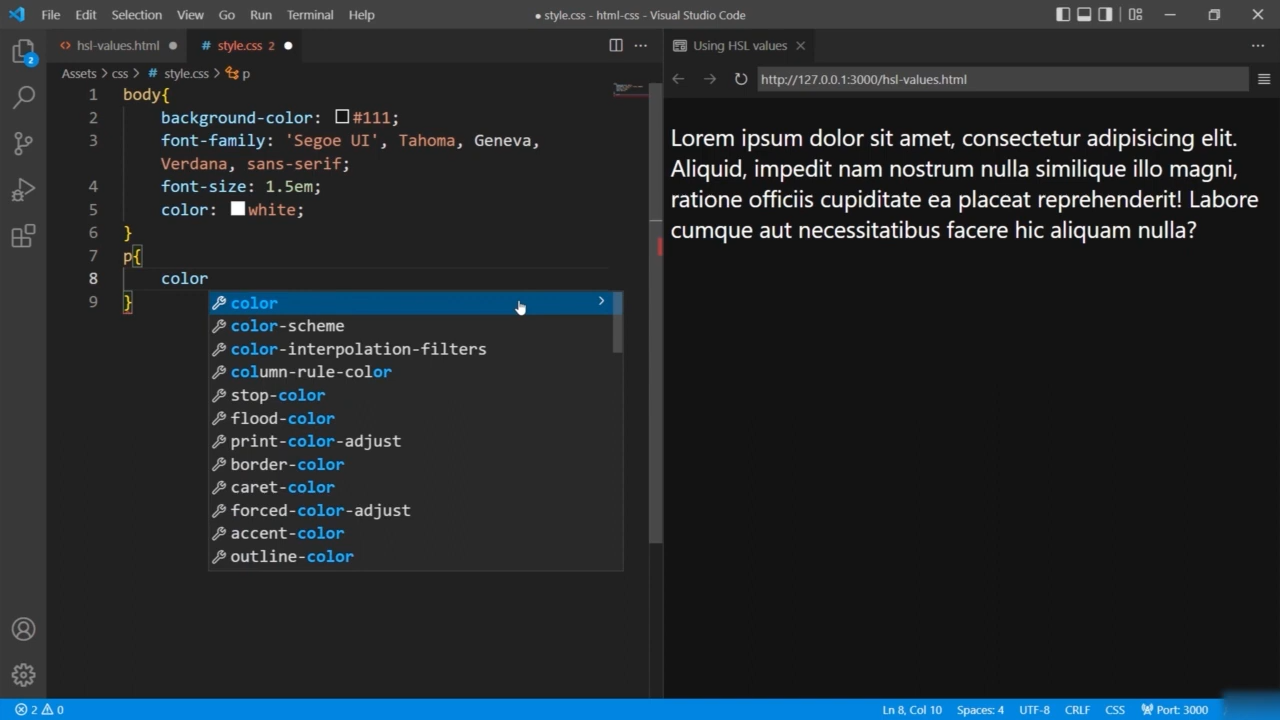 File Edit Selection View Go Run Terminal Help ● style.css - html-css - Visual Studio Code
hsl-values.html # style.css 2 Using HSL values
Assets > css > # style.css > p
http://127.0.0.1:3000/hsl-values.html
2
1 body{
2 background-color: #111;
3 font-family: 'Segoe UI', Tahoma, Geneva,
Verdana, sans-serif;
4 font-size: 1.5em;
5 color: white;
6 }
7 p{
8 color
9 }
color
color-scheme
color-interpolation-filters
column-rule-color
stop-color
flood-color
print-color-adjust
border-color
caret-color
forced-color-adjust
accent-color
outline-color
Lorem ipsum dolor sit amet, consectetur adipisicing elit.
Aliquid, impedit nam nostrum nulla similique illo magni,
ratione officiis cupiditate ea placeat reprehenderit! Labore
cumque aut necessitatibus facere hic aliquam nulla?
2 0 Ln 8, Col 10 Spaces: 4 UTF-8 CRLF CSS Port: 3000